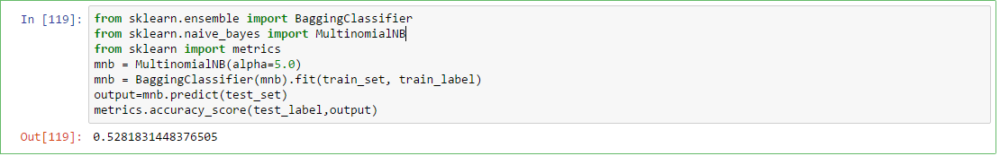 In [119]: from sklearn.ensemble import BaggingClassifier
from sklearn.naive_bayes import MultinomialNB
from sklearn import metrics
mnb = MultinomialNB(alpha=5.0)
mnb = BaggingClassifier(mnb).fit(train_set, train_label)
output=mnb.predict(test_set)
metrics.accuracy_score(test_label,output)
Out[119]: 0.5281831448376505